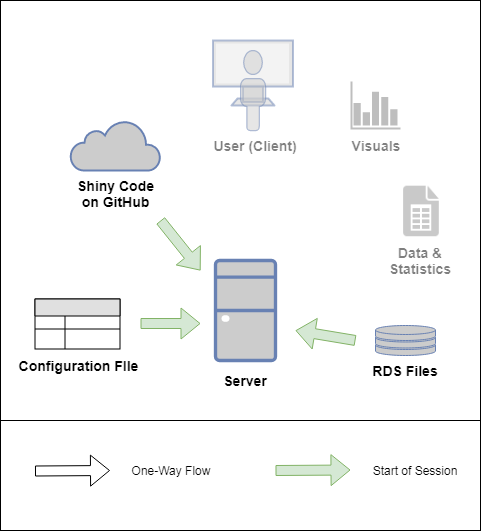 User (Client)
Visuals
Shiny Code
on GitHub
Data &
Statistics
Configuration FIle
Server
RDS Files
One-Way Flow
Start of Session